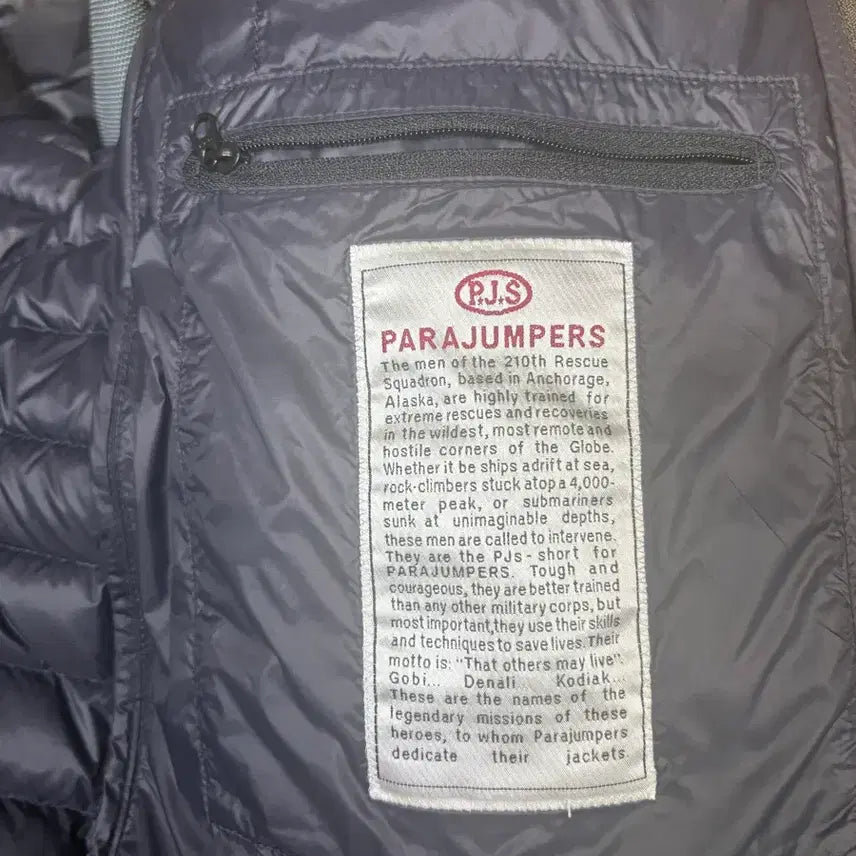 P.J.S
PARAJUMPERS
The men of the 210th Rescue
Squadron, based in Anchorage,
Alaska, are highly trained for
extreme rescues and recoveries
in the wildest, most remote and
hostile corners of the Globe.
Whether it be ships adrift at sea,
rock-climbers stuck atop a 4,000-
meter peak, or submariners
sunk at unimaginable depths,
these men are called to intervene.
They are the PJs - short for
PARAJUMPERS. Tough and
courageous, they are better trained
than any other military corps, but
most important, they use their skills
and techniques to save lives. Their
motto is: "That others may live".
Gobi... Denali Kodiak...
These are the names of the
legendary missions of these
heroes, to whom Parajumpers
dedicate their jackets.